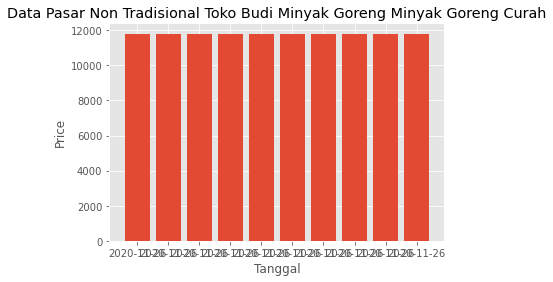 Data Pasar Non Tradisional Toko Budi Minyak Goreng Minyak Goreng Curah
12000
10000
8000
6000
4000
2000
0
Price
Tanggal